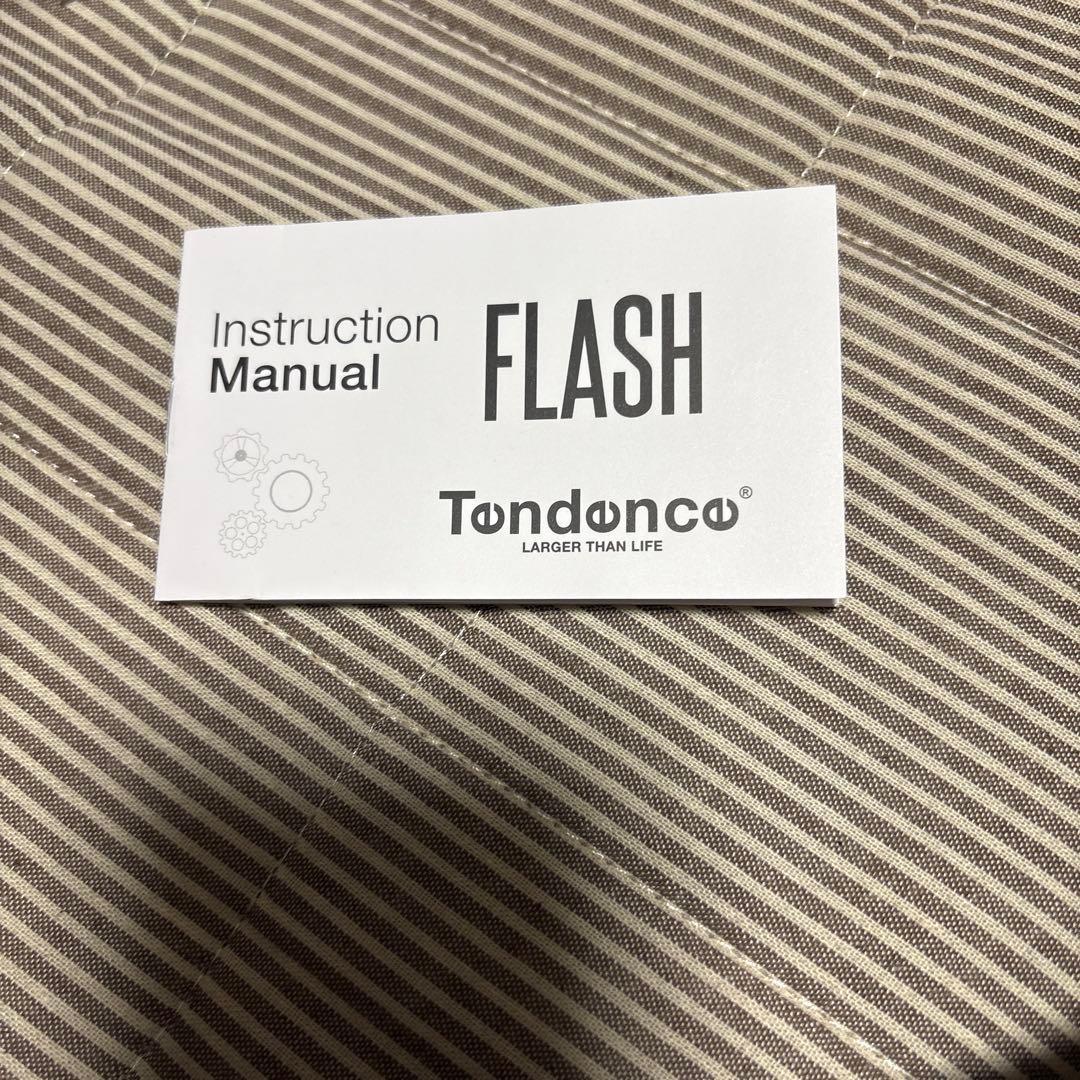 Instruction
Manual
FLASH
Tendence®
LARGER THAN LIFE